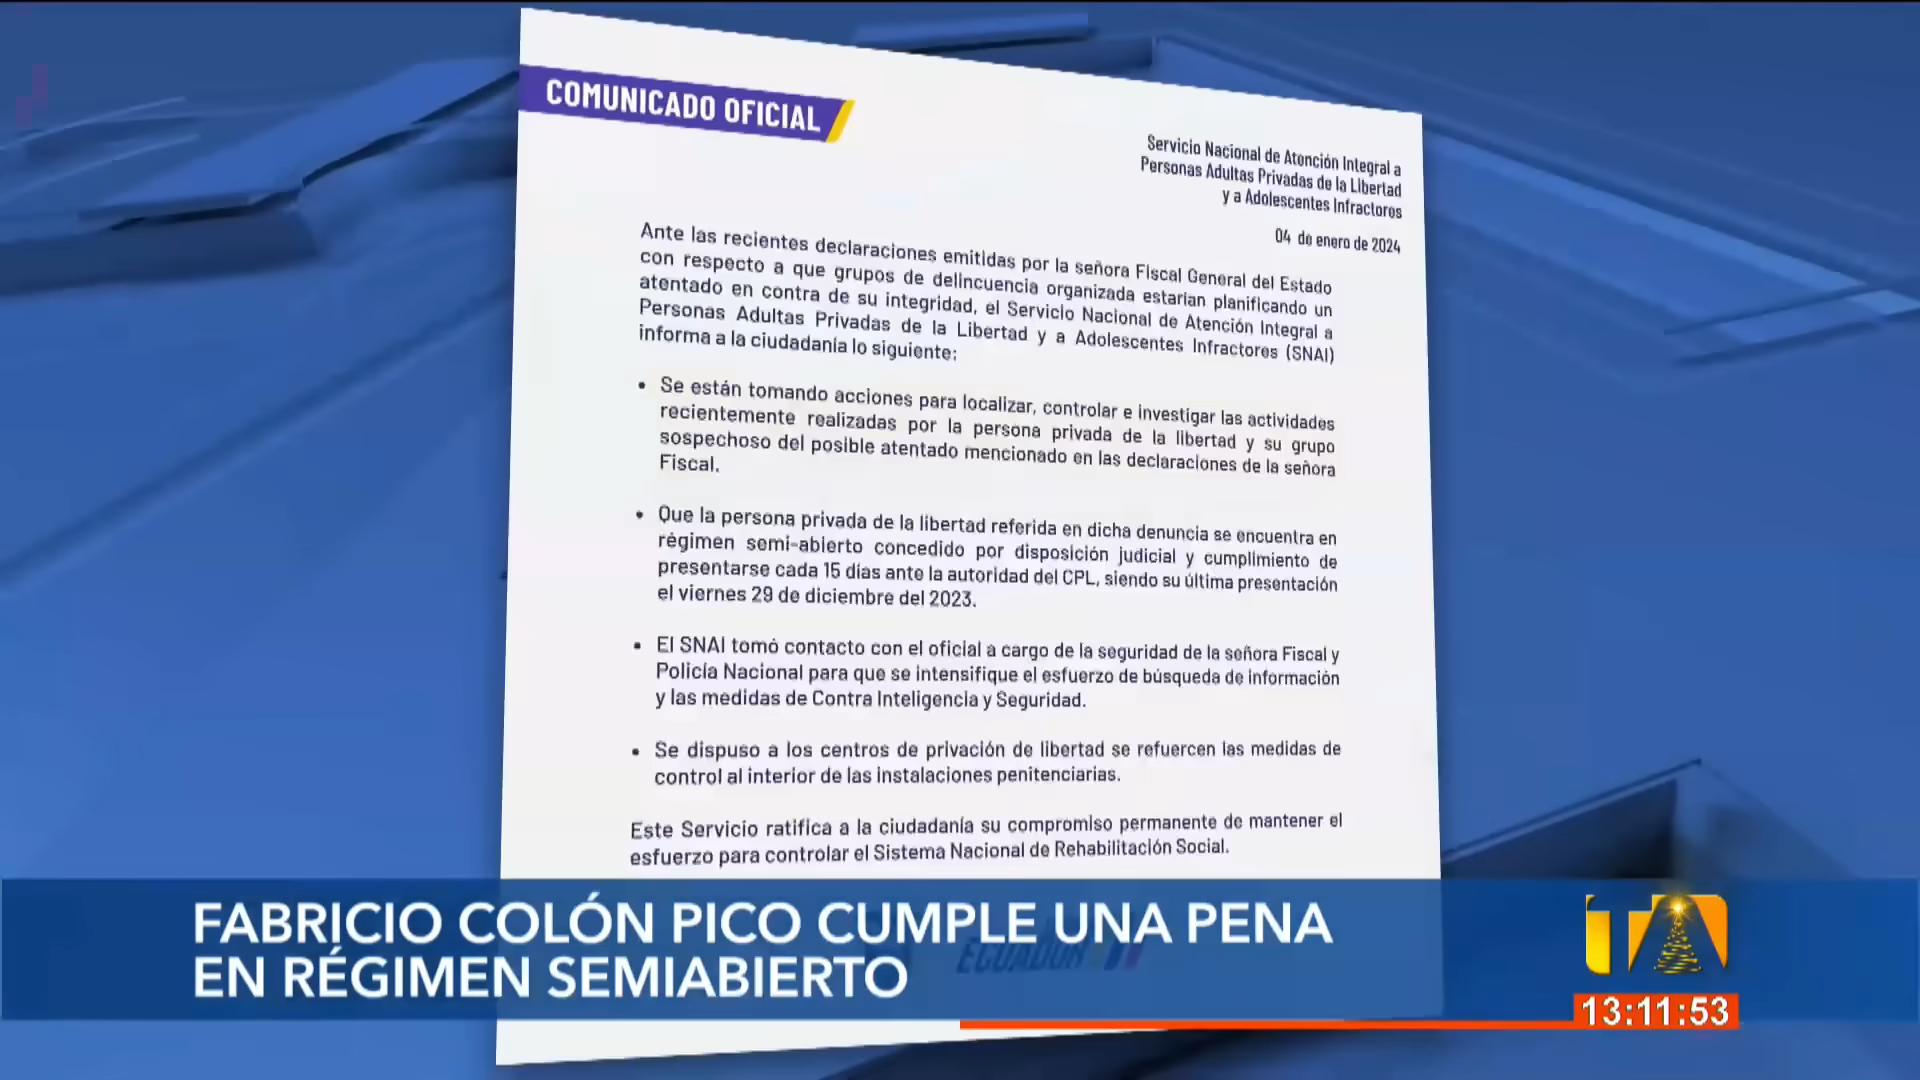 COMUNICADO OFICIAL
Servicio Nacional de Atención Integral a
Personas Adultas Privadas de la Libertad
y a Adolescentes Infractores
04 de enero de 2024
Ante las recientes declaraciones emitidas por la señora Fiscal General del Estado
con respecto a que grupos de delincuencia organizada estarían planificando un
atentado en contra de su integridad, el Servicio Nacional de Atención Integral a
Personas Adultas Privadas de la Libertad y a Adolescentes Infractores (SNAI)
informa a la ciudadanía lo siguiente:
• Se están tomando acciones para localizar, controlar e investigar las actividades
recientemente realizadas por la persona privada de la libertad y su grupo
sospechoso del posible atentado mencionado en las declaraciones de la señora
Fiscal.
• Que la persona privada de la libertad referida en dicha denuncia se encuentra en
régimen semi-abierto concedido por disposición judicial y cumplimiento de
presentarse cada 15 días ante la autoridad del CPL, siendo su última presentación
el viernes 29 de diciembre del 2023.
• El SNAI tomó contacto con el oficial a cargo de la seguridad de la señora Fiscal y
Policía Nacional para que se intensifique el esfuerzo de búsqueda de información
y las medidas de Contra Inteligencia y Seguridad.
• Se dispuso a los centros de privación de libertad se refuercen las medidas de
control al interior de las instalaciones penitenciarias.
Este Servicio ratifica a la ciudadanía su compromiso permanente de mantener el
esfuerzo para controlar el Sistema Nacional de Rehabilitación Social.
ECUADOR
FABRICIO COLÓN PICO CUMPLE UNA PENA
EN RÉGIMEN SEMIABIERTO
TA
13:11:53